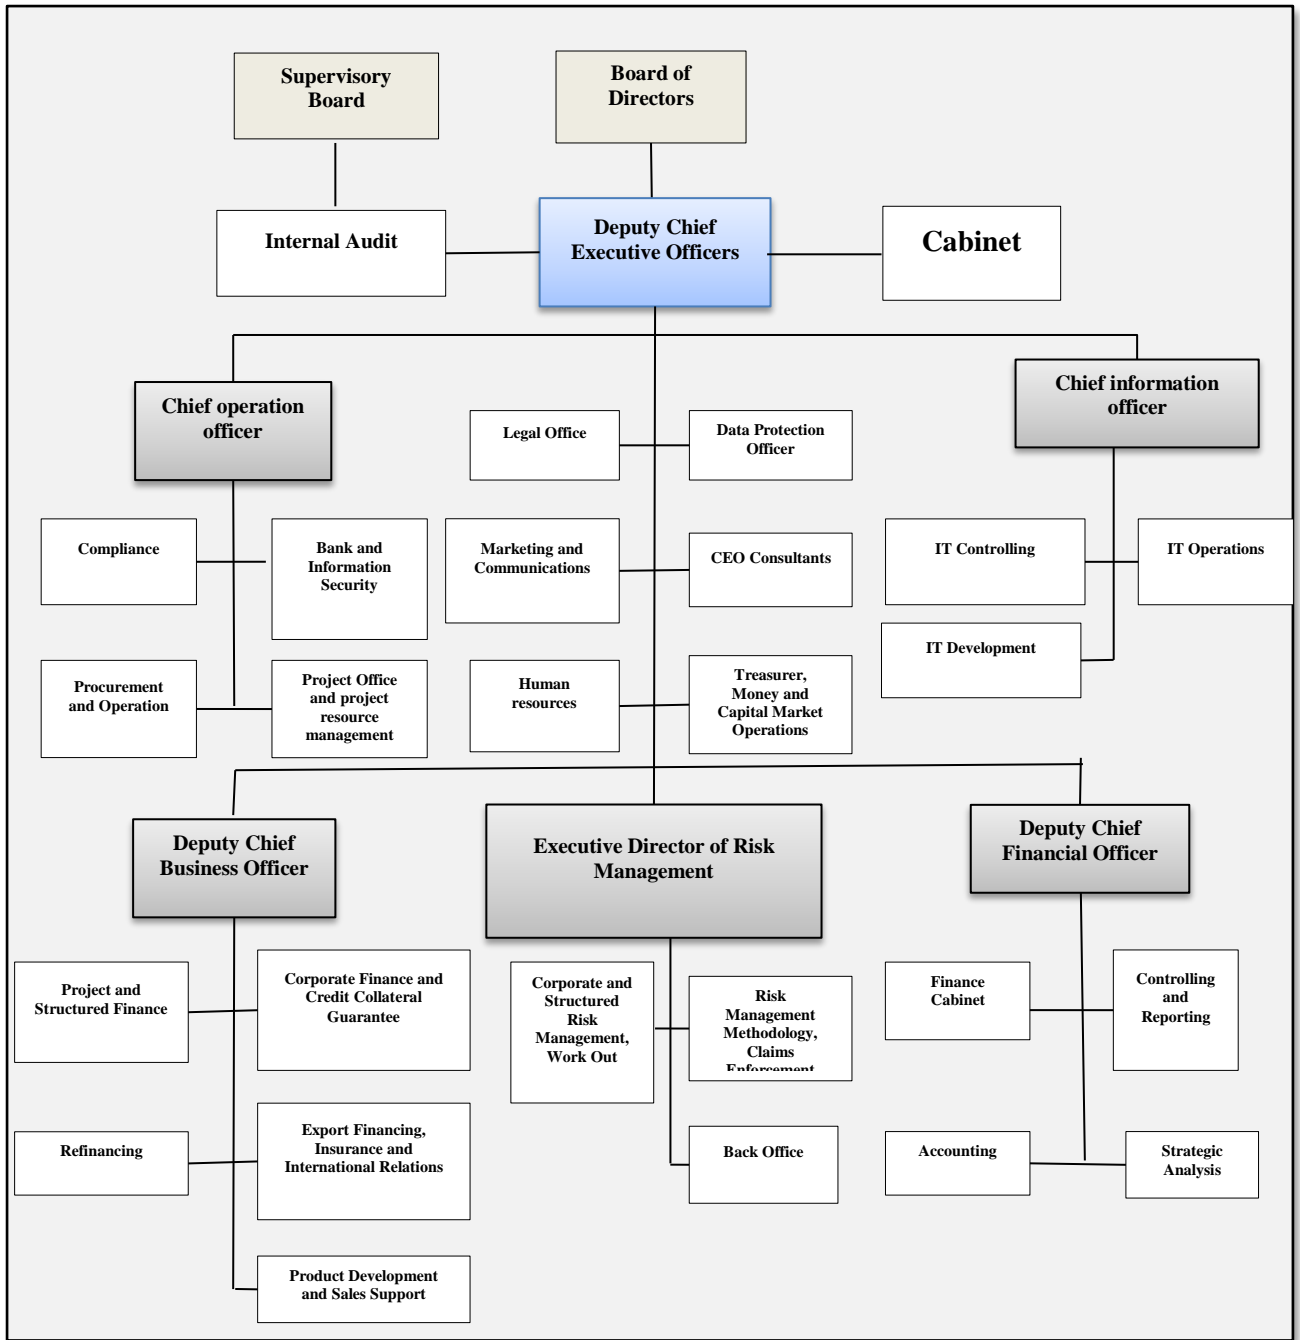 Supervisory
Board
Board of
Directors
Internal Audit
Deputy Chief
Executive Officers
Cabinet
Chief operation
officer
Chief information
officer
Legal Office
Data Protection
Officer
Compliance
Bank and
Information
Security
Marketing and
Communications
CEO Consultants
IT Controlling
IT Operations
Procurement
and Operation
Project Office
and project
resource
management
Human
resources
Treasurer,
Money and
Capital Market
Operations
IT Development
Deputy Chief
Business Officer
Executive Director of Risk
Management
Deputy Chief
Financial Officer
Project and
Structured Finance
Corporate Finance and
Credit Collateral
Guarantee
Corporate and
Structured
Risk
Management,
Work Out
Risk
Management
Methodology,
Claims
Enforcement
Finance
Cabinet
Controlling
and
Reporting
Refinancing
Export Financing,
Insurance and
International Relations
Back Office
Accounting
Strategic
Analysis
Product Development
and Sales Support